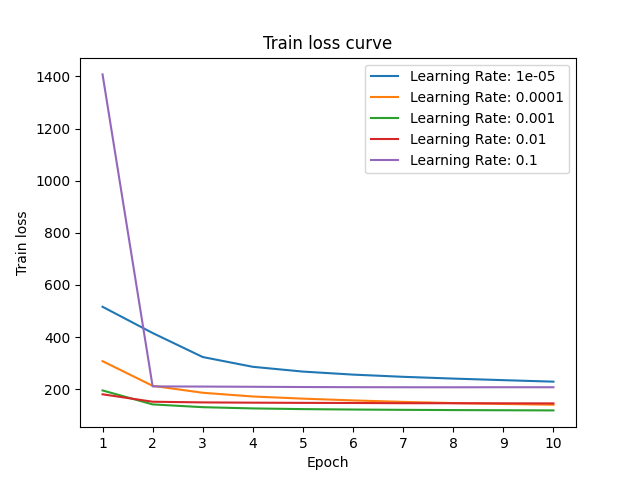 Train loss curve
Learning Rate: 1e-05
Learning Rate: 0.0001
Learning Rate: 0.001
Learning Rate: 0.01
Learning Rate: 0.1
Train loss
1400
1200
1000
800
600
400
200
1 2 3 4 5 6 7 8 9 10
Epoch